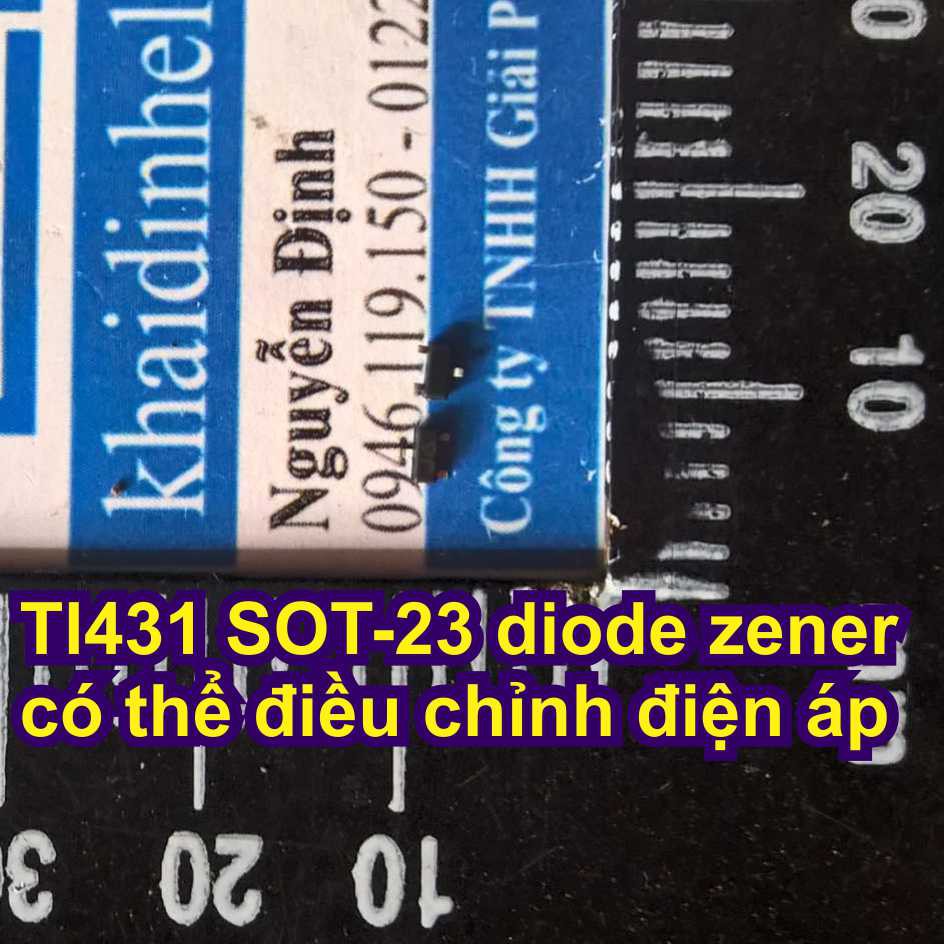 khaidinhel
Nguyễn Định
0946.119.150 - 0122
Công ty TNHH Giải P
20
10
TI431 SOT-23 diode zener
có thể điều chỉnh điện áp
20
10